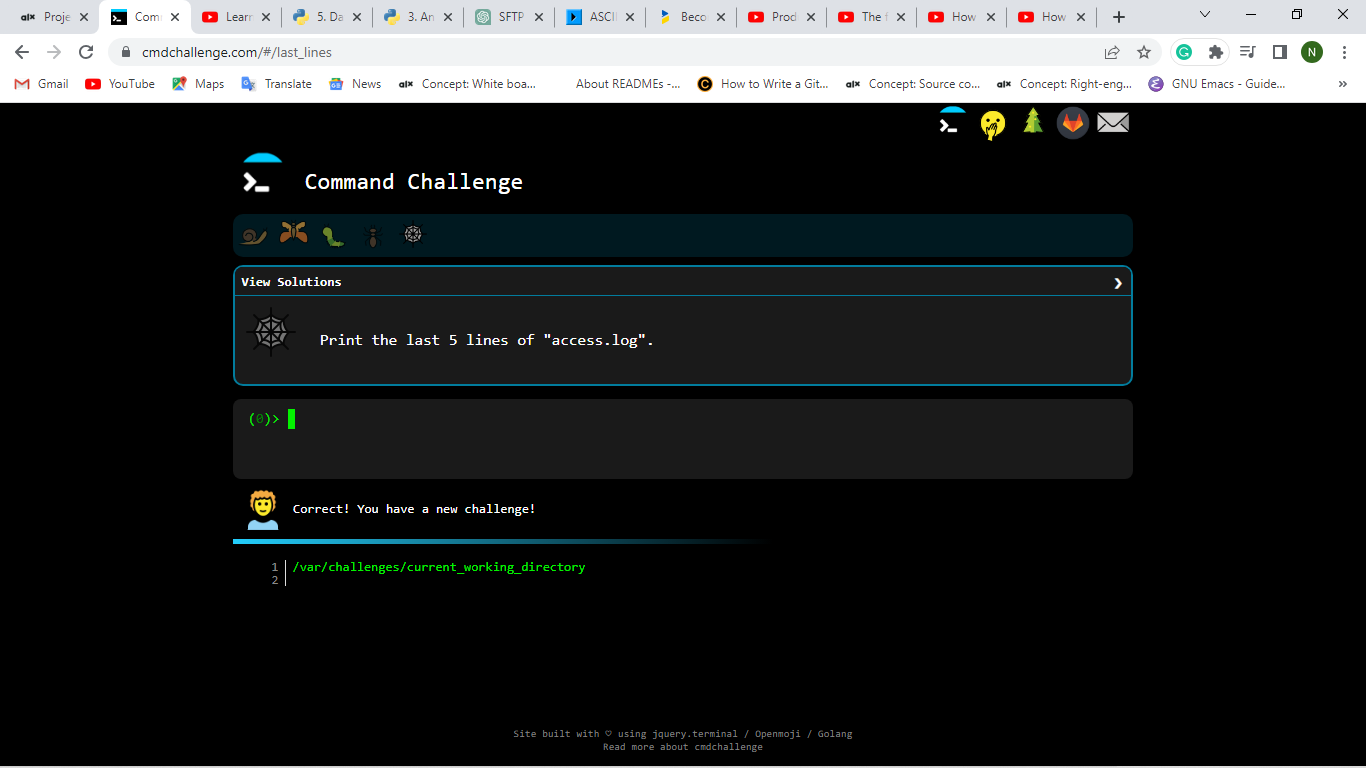 alx Proje
Comm
Learn
5. Da
3. An
SFTP
ASCI
Beco
Prod
The f
How
How
cmdchallenge.com/#/last_lines
N
Gmail
YouTube
Maps
Translate
News
alx Concept: White boa...
About READMEs –...
C How to Write a Git...
alx Concept: Source co...
alx Concept: Right-eng...
GNU Emacs - Guide...
»
Command Challenge
View Solutions
Print the last 5 lines of "access.log".
(0)>
Correct! You have a new challenge!
1 /var/challenges/current_working_directory
2
Site built with ♡ using jquery.terminal / Openmoji / Golang
Read more about cmdchallenge